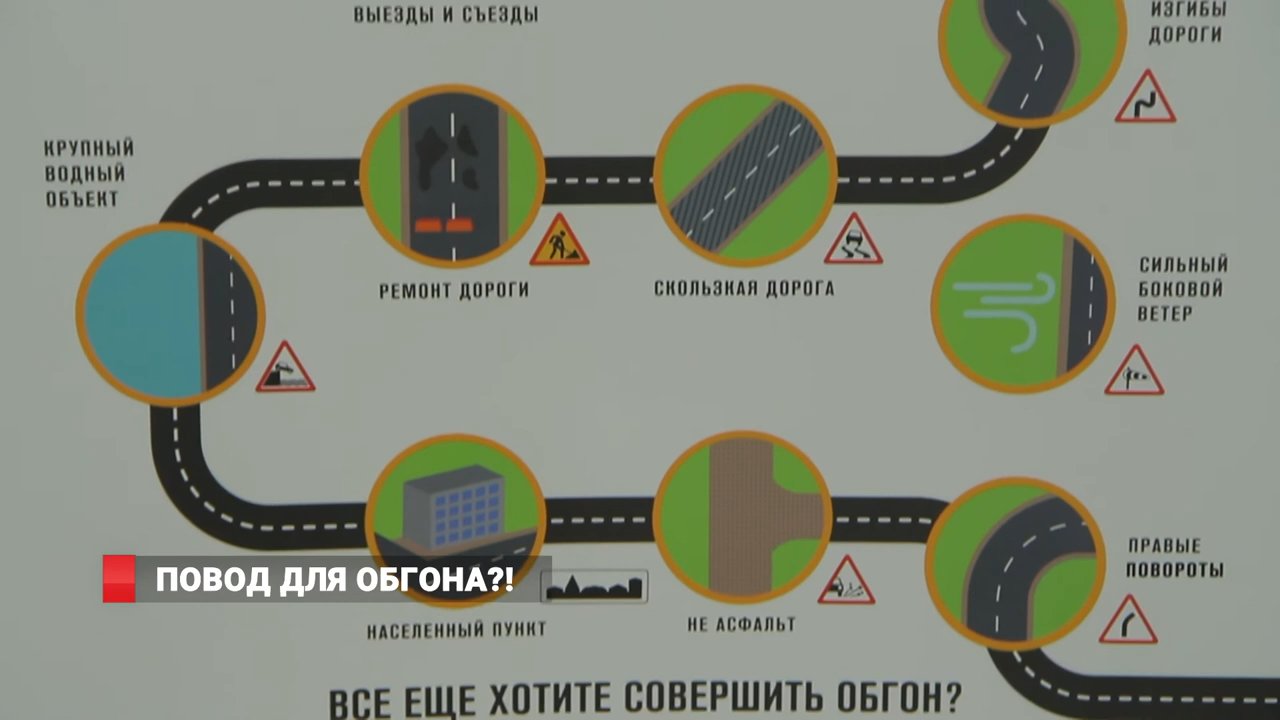 ВЫЕЗДЫ И СЪЕЗДЫ
ИЗГИБЫ
ДОРОГИ
КРУПНЫЙ
ВОДНЫЙ
ОБЪЕКТ
РЕМОНТ ДОРОГИ
СКОЛЬЗКАЯ ДОРОГА
СИЛЬНЫЙ
БОКОВОЙ
ВЕТЕР
ПРАВЫЕ
ПОВОРОТЫ
ПОВОД ДЛЯ ОБГОНА?!
НАСЕЛЕННЫЙ ПУНКТ
НЕ АСФАЛЬТ
ВСЕ ЕЩЕ ХОТИТЕ СОВЕРШИТЬ ОБГОН?